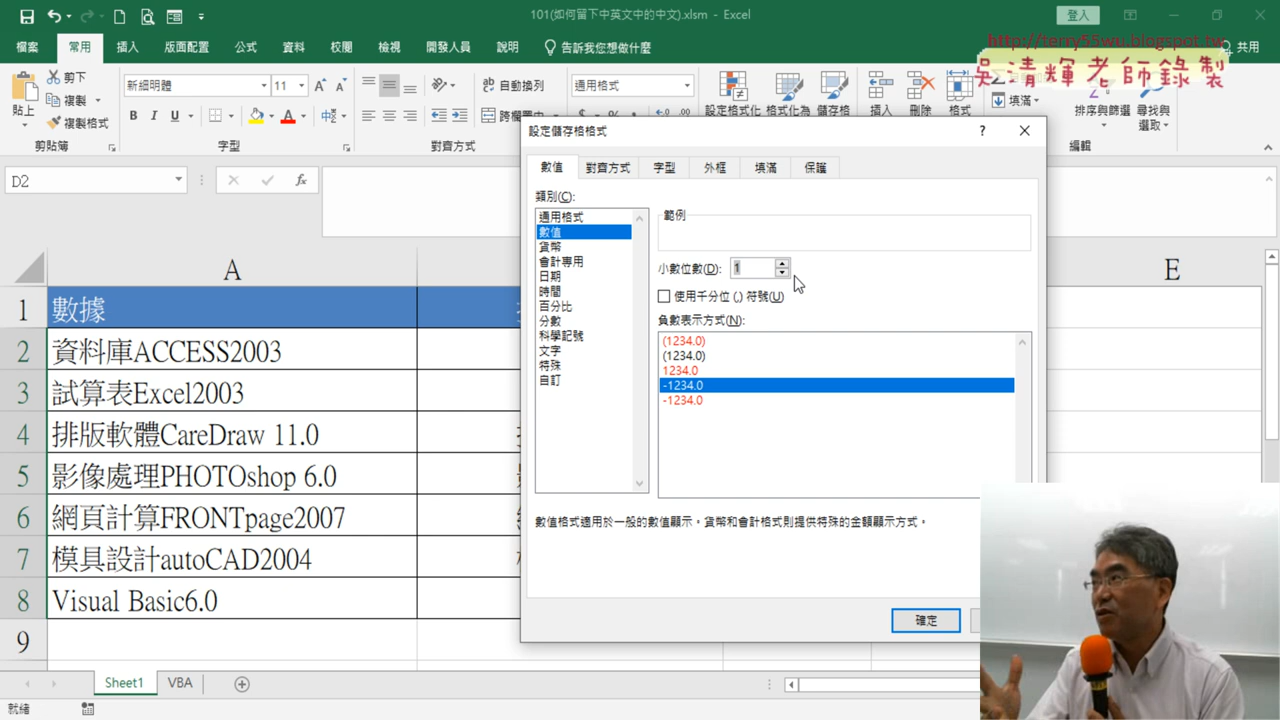 101(如何留下中英文中的中文).xlsm - Excel
登入
http://terry55wu.blogspot.tw
吳清輝老師錄製
檔案 常用 插入 版面配置 公式 資料 校閱 檢視 開發人員 說明 告訴我您想做什麼 共用
剪下
複製
複製格式
貼上
剪貼簿
新細明體 11
B I U
字型
自動換列
對齊方式
通用格式
設定格式化 格式化為 儲存格
插入 刪除 格式
填滿
排序與篩選 尋找與選取
編輯
D2
fx
設定儲存格格式
數值 對齊方式 字型 外框 填滿 保護
類別(C):
通用格式
數值
貨幣
會計專用
日期
時間
百分比
分數
科學記號
文字
特殊
自訂
範例
小數位數(D): 1
使用千分位 (,) 符號(U)
負數表示方式(N):
(1234.0)
(1234.0)
1234.0
-1234.0
-1234.0
數值格式適用於一般的數值顯示。貨幣和會計格式則提供特殊的金額顯示方式。
確定
A E
1 數據
2 資料庫ACCESS2003
3 試算表Excel2003
4 排版軟體CareDraw 11.0
5 影像處理PHOTOshop 6.0
6 網頁計算FRONTpage2007
7 模具設計autoCAD2004
8 Visual Basic6.0
9
Sheet1 VBA
就緒